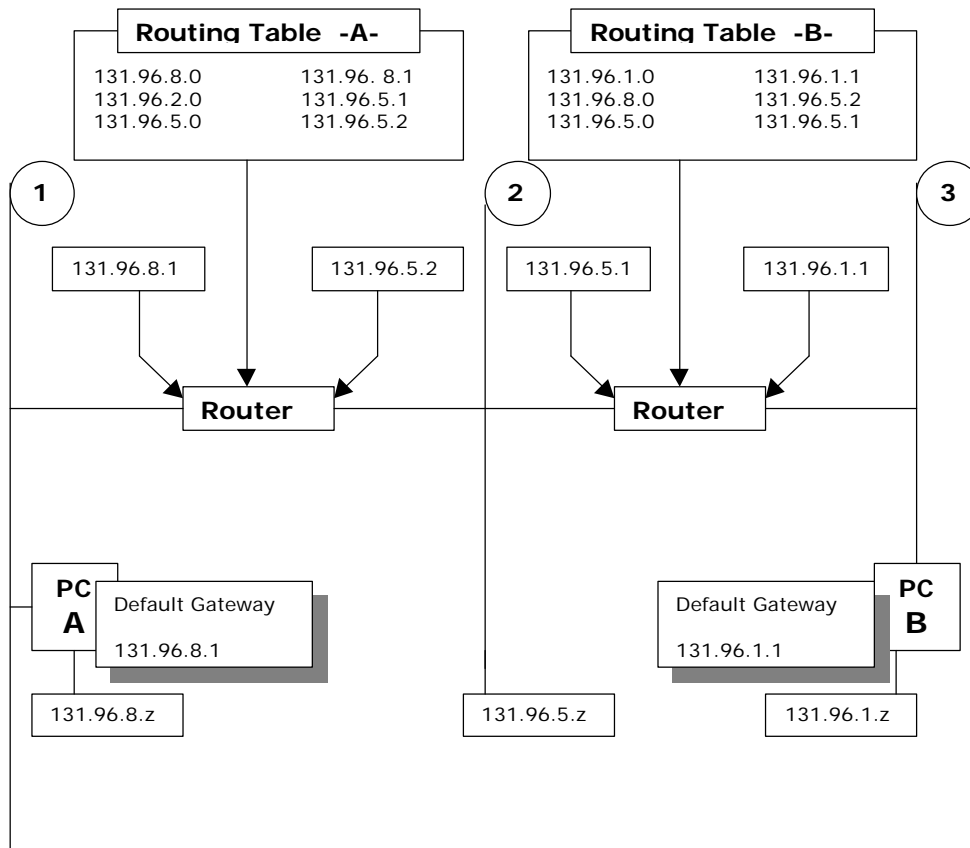 Routing Table -A-
131.96.8.0 131.96. 8.1
131.96.2.0 131.96.5.1
131.96.5.0 131.96.5.2
Routing Table -B-
131.96.1.0 131.96.1.1
131.96.8.0 131.96.5.2
131.96.5.0 131.96.5.1
1
2
3
131.96.8.1
131.96.5.2
131.96.5.1
131.96.1.1
Router
Router
PC
A
Default Gateway
131.96.8.1
Default Gateway
131.96.1.1
PC
B
131.96.8.z
131.96.5.z
131.96.1.z